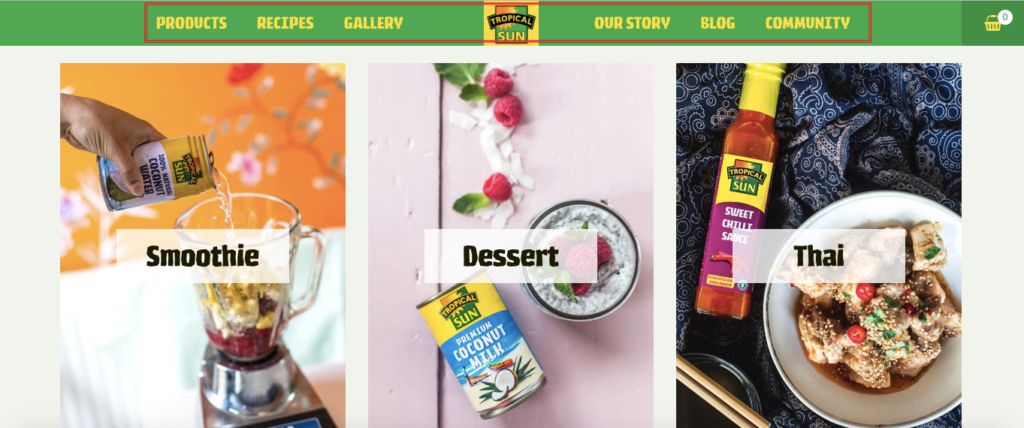 PRODUCTS RECIPES GALLERY TROPICAL SUN OUR STORY BLOG COMMUNITY 0
TROPICAL SUN
100% NATURAL
COCONUT
WATER
Smoothie
Dessert
TROPICAL
SUN
PREMIUM
COCONUT
MILK
TROPICAL
SUN
SWEET
CHILLI
SAUCE
Thai